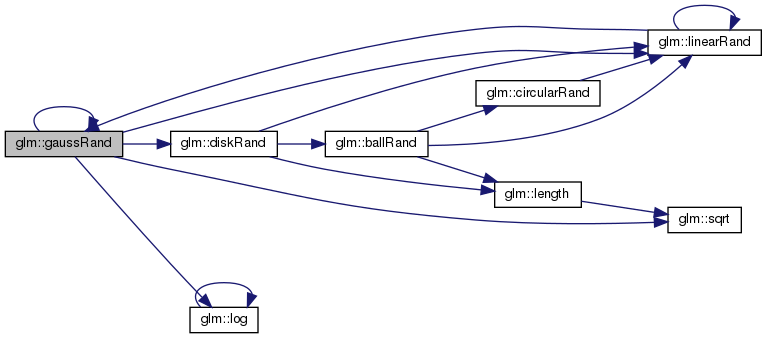 glm::linearRand
glm::circularRand
glm::gaussRand
glm::diskRand
glm::ballRand
glm::length
glm::sqrt
glm::log